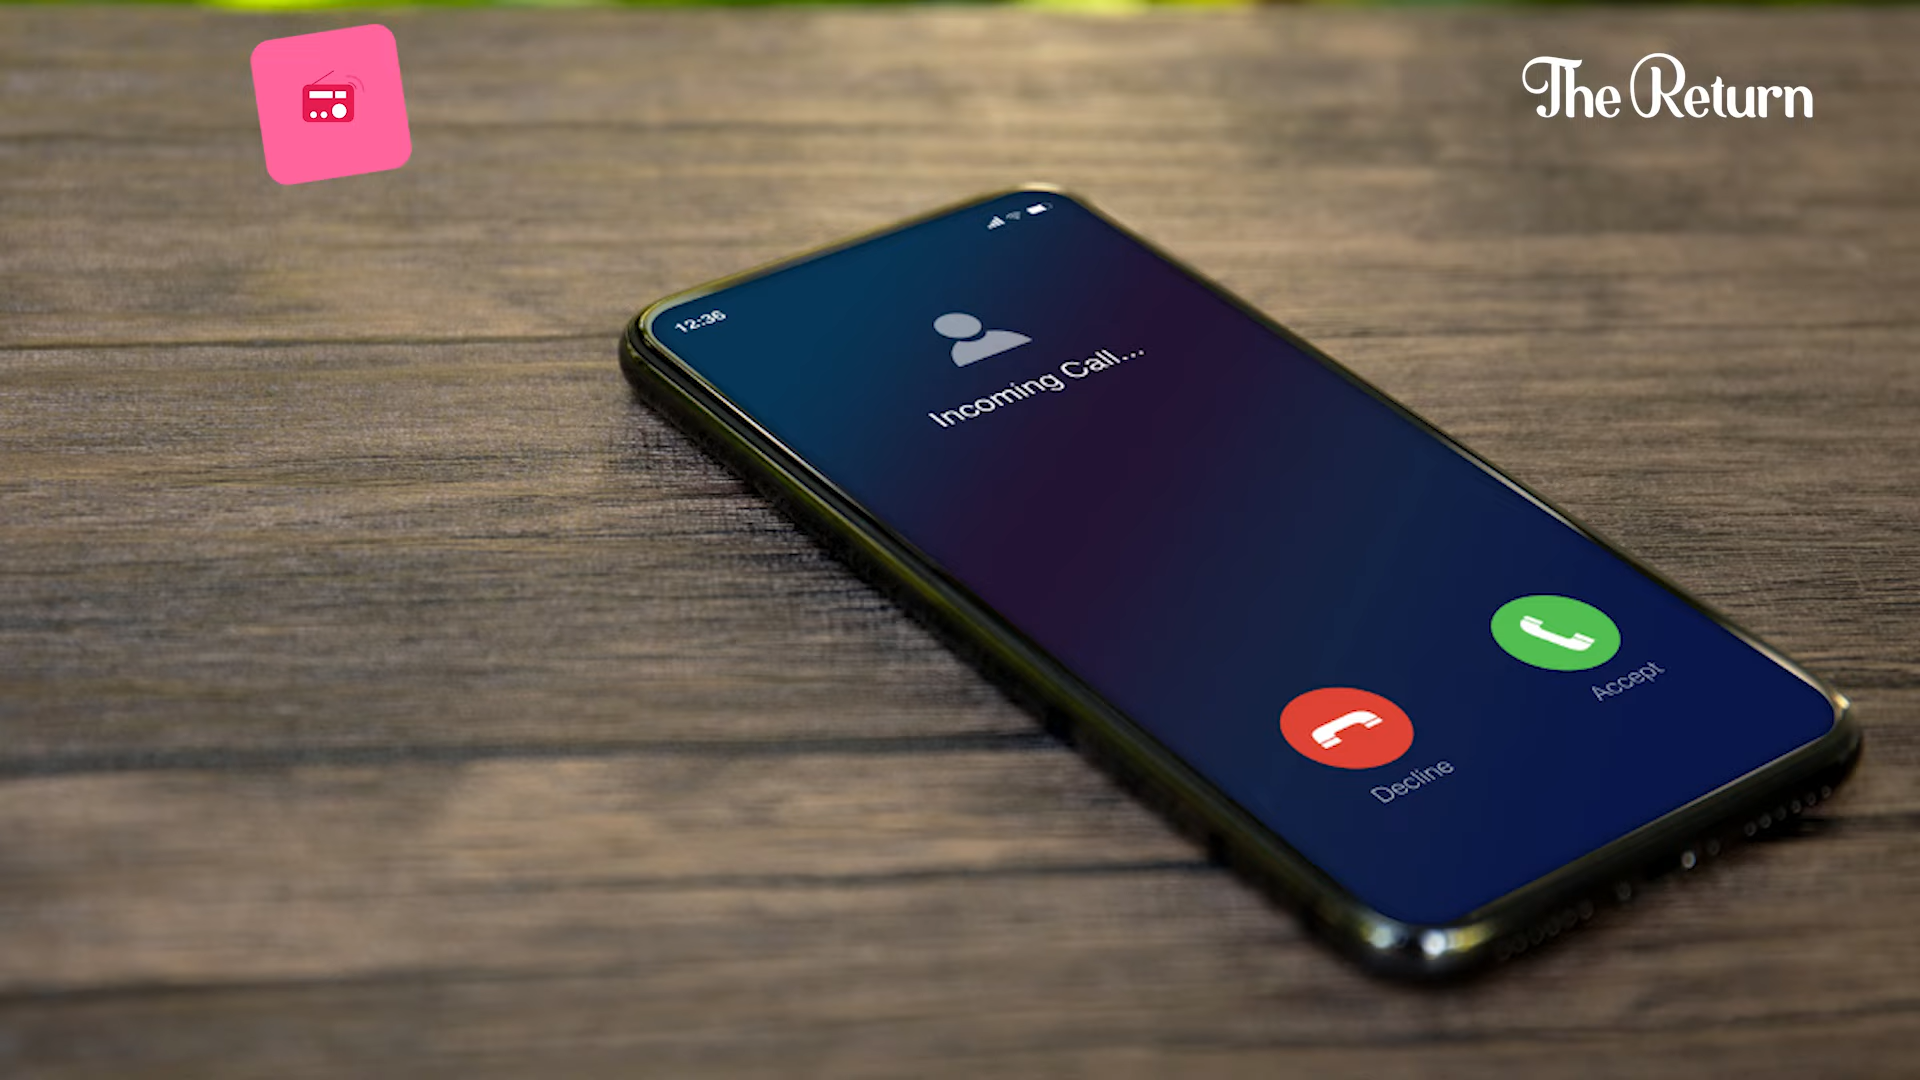 The Return
12:36
Incoming Call...
Accept
Decline